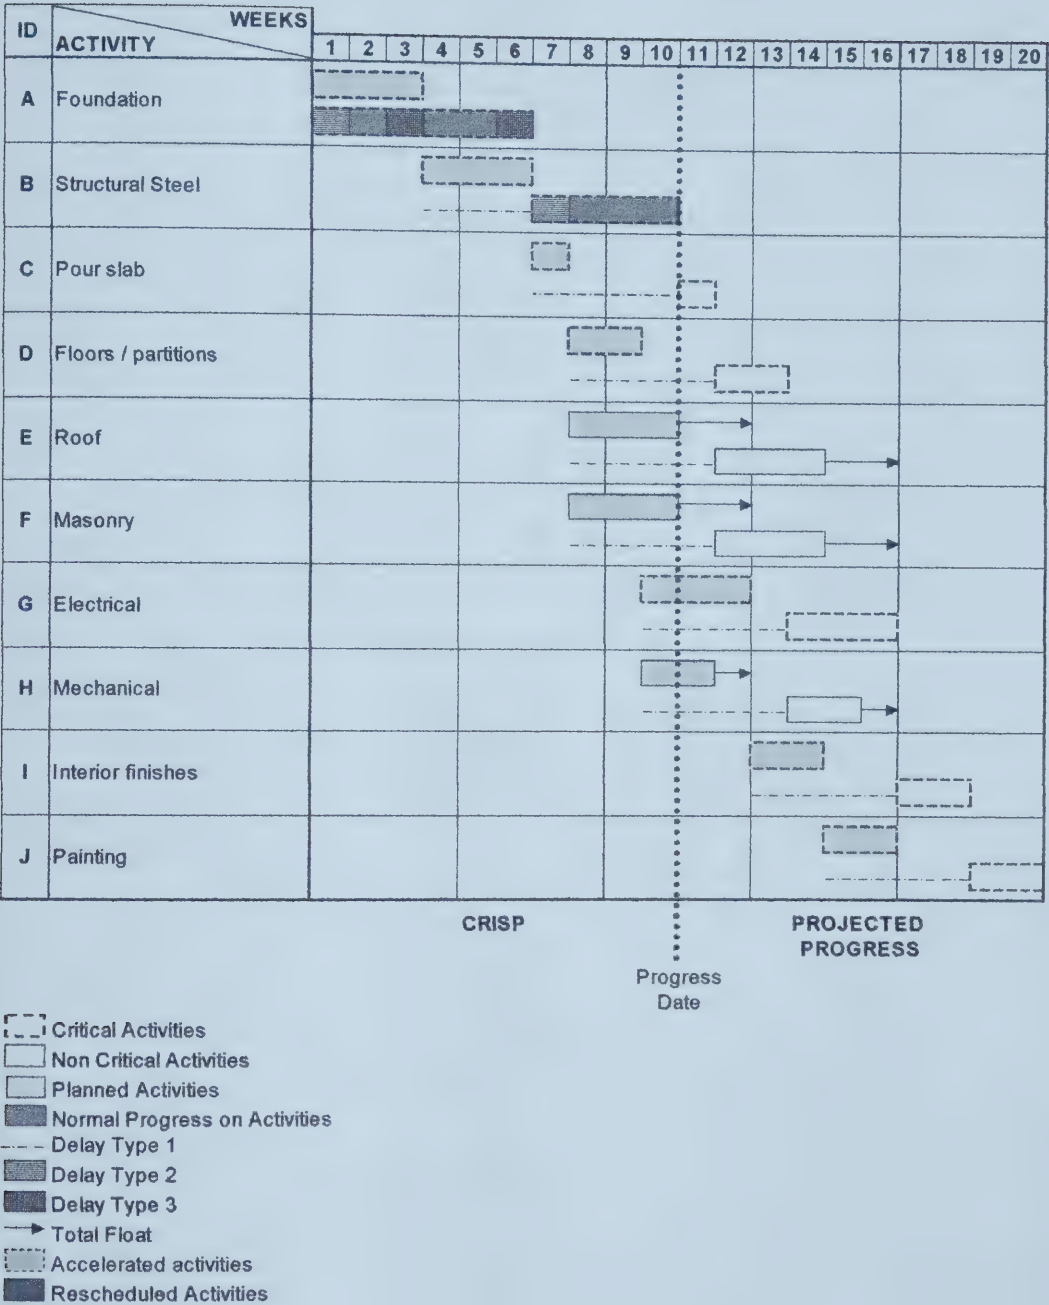 ID WEEKS
ACTIVITY
1 2 3 4 5 6 7 8 9 10 11 12 13 14 15 16 17 18 19 20
A Foundation
B Structural Steel
C Pour slab
D Floors / partitions
E Roof
F Masonry
G Electrical
H Mechanical
I Interior finishes
J Painting
CRISP PROJECTED
PROGRESS
Progress
Date
Critical Activities
Non Critical Activities
Planned Activities
Normal Progress on Activities
Delay Type 1
Delay Type 2
Delay Type 3
Total Float
Accelerated activities
Rescheduled Activities